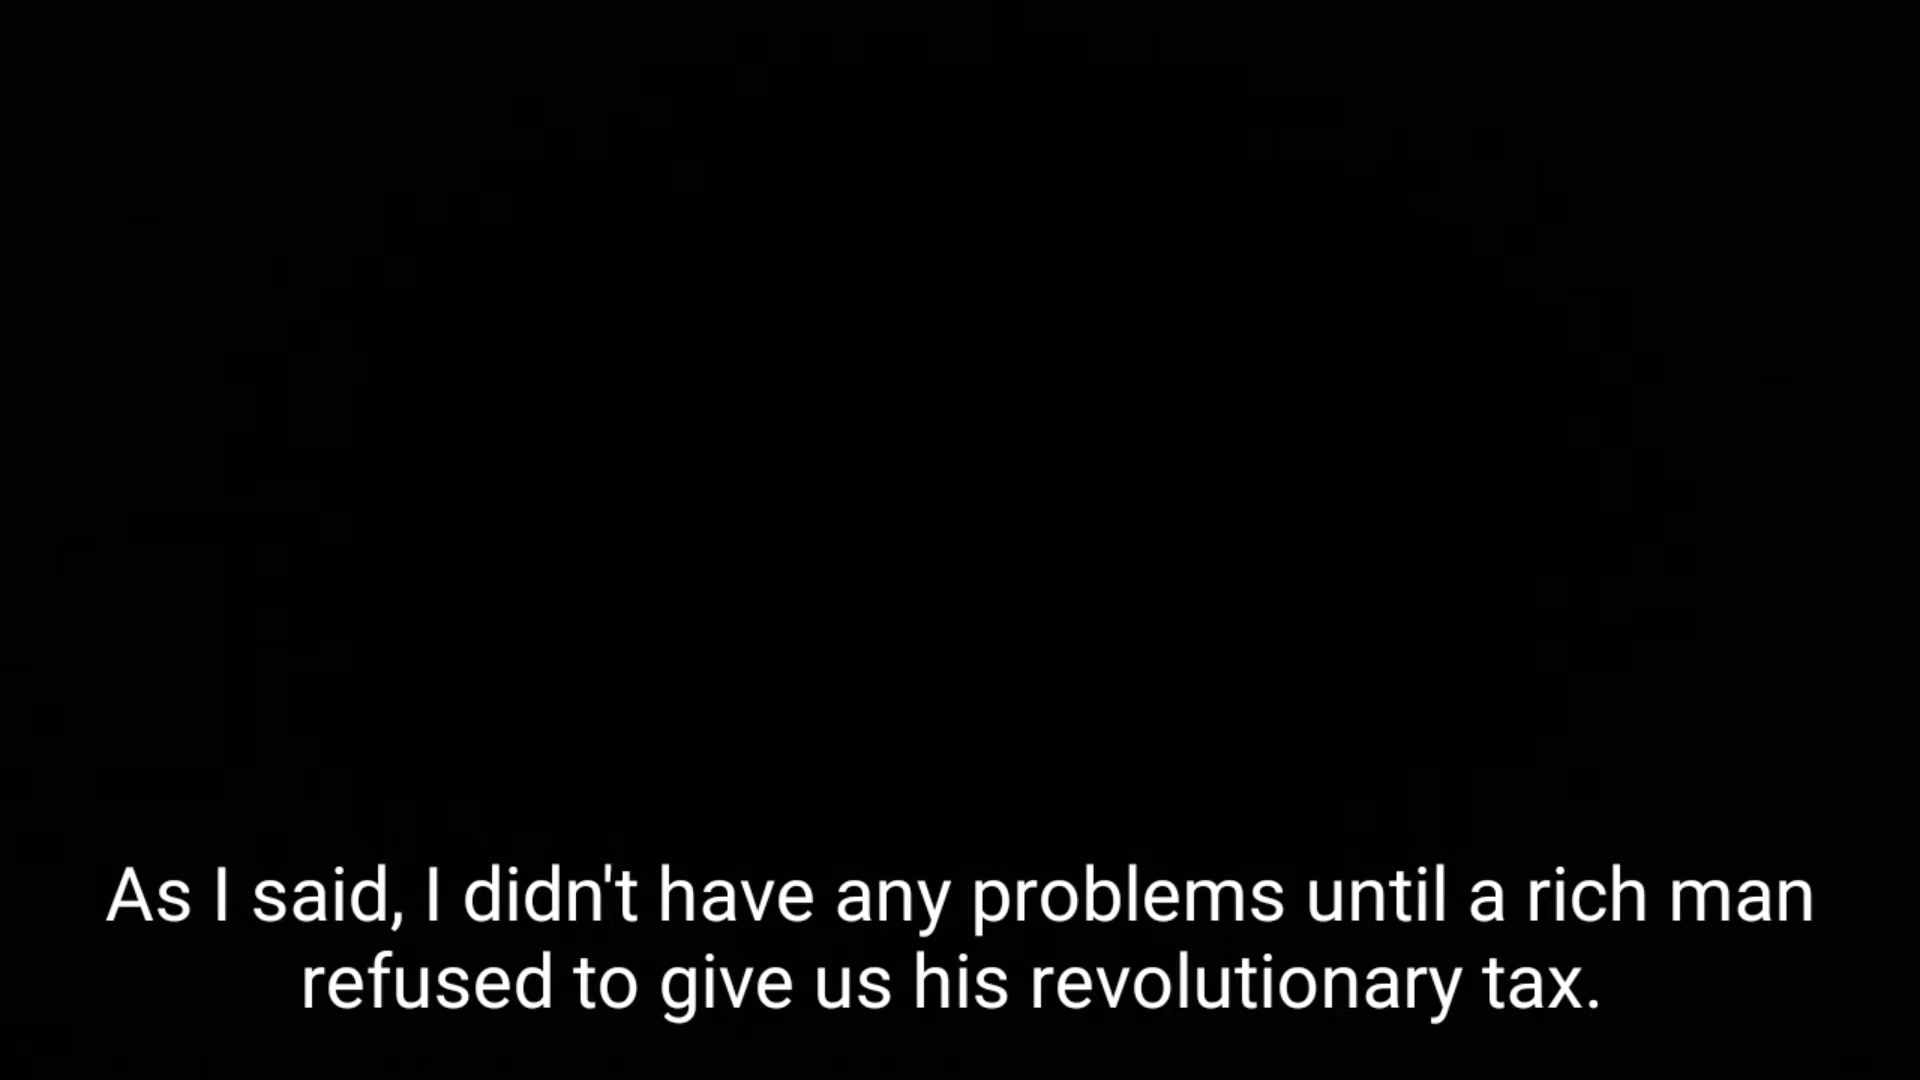 As I said, I didn't have any problems until a rich man
refused to give us his revolutionary tax.